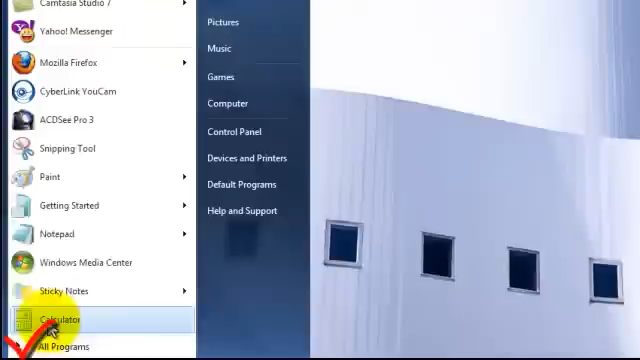 Camtasia Studio 7
Yahoo! Messenger
Mozilla Firefox
CyberLink YouCam
ACDSee Pro 3
Snipping Tool
Paint
Getting Started
Notepad
Windows Media Center
Sticky Notes
Calculator
All Programs
Pictures
Music
Games
Computer
Control Panel
Devices and Printers
Default Programs
Help and Support